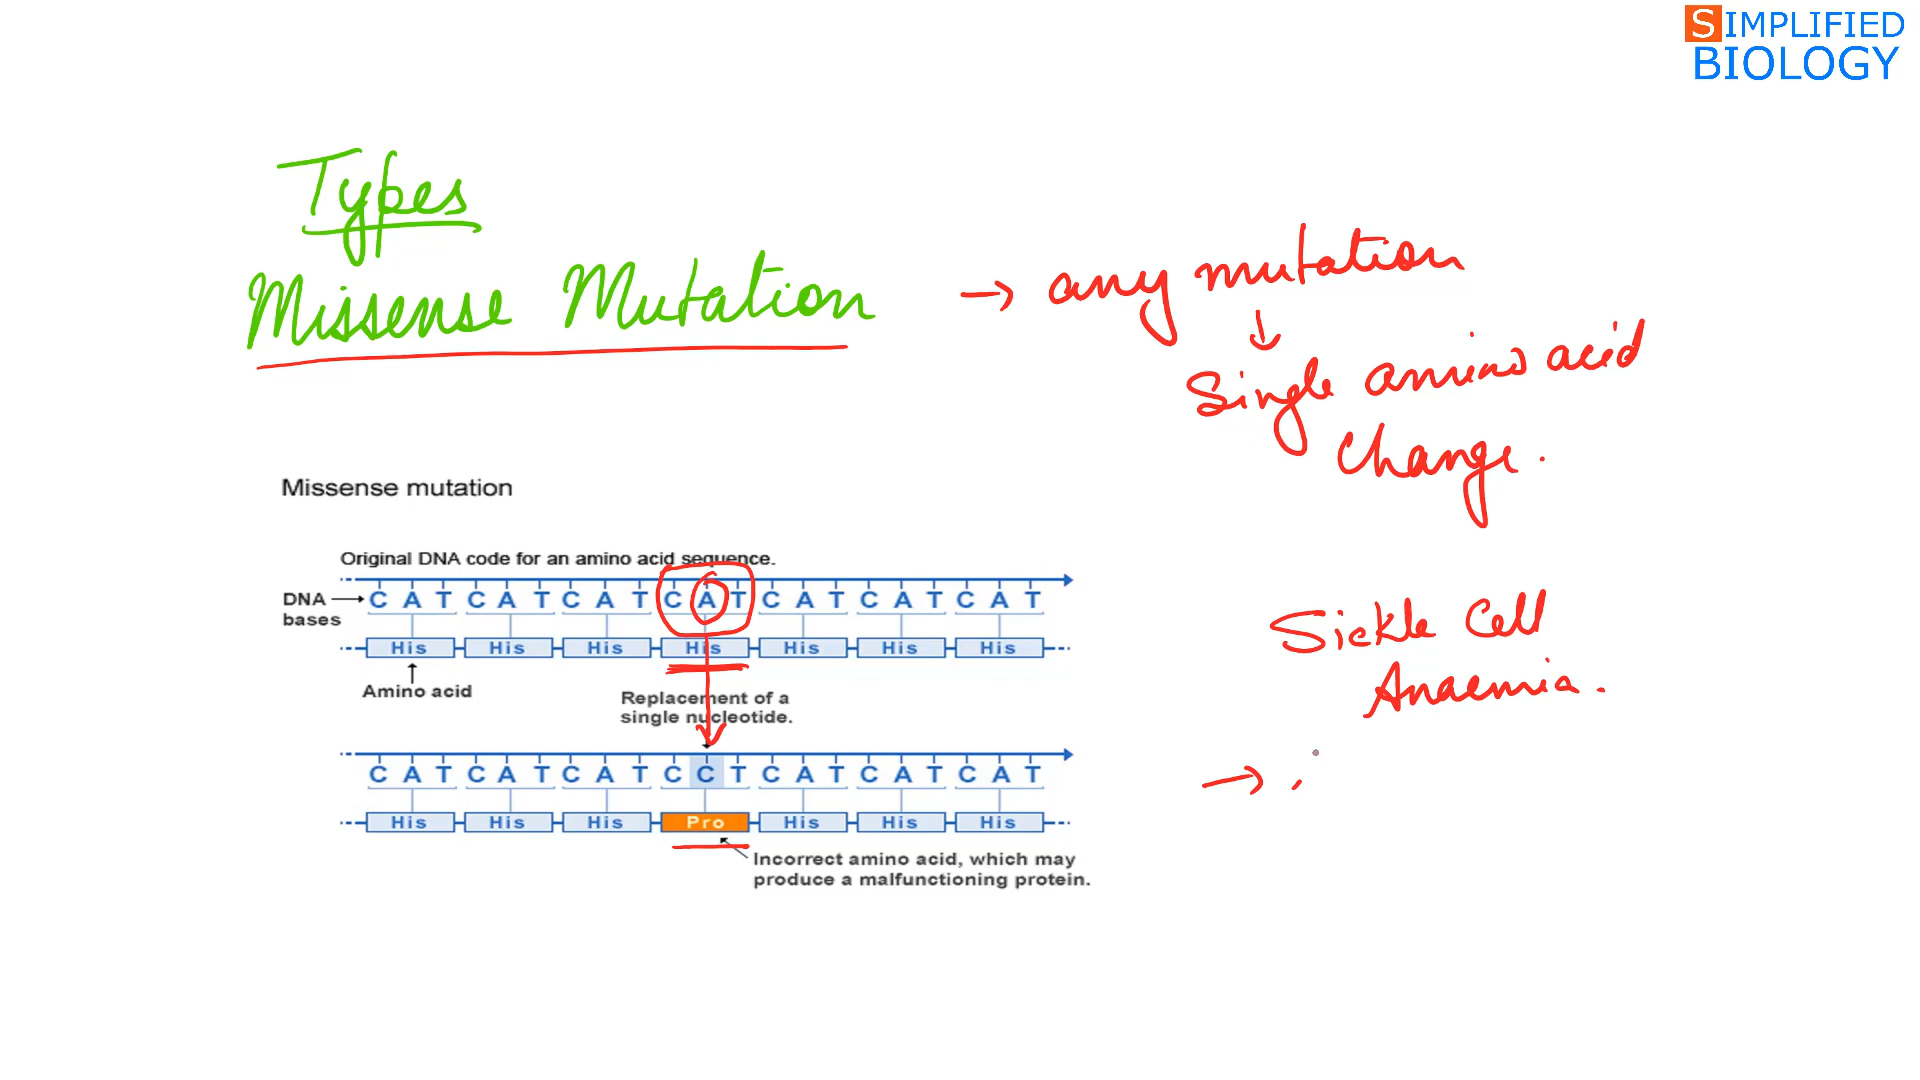 SIMPLIFIED
BIOLOGY
Types
Missense Mutation → any mutation
↓
Single amino acid
change.
Missense mutation
Original DNA code for an amino acid sequence.
DNA bases
C A T C A T C A T C A T C A T C A T C A T
His His His His His His His
Amino acid
Replacement of a
single nucleotide.
C A T C A T C A T C C T C A T C A T C A T
His His His Pro His His His
Incorrect amino acid, which may
produce a malfunctioning protein.
Sickle Cell
Anaemia.
→